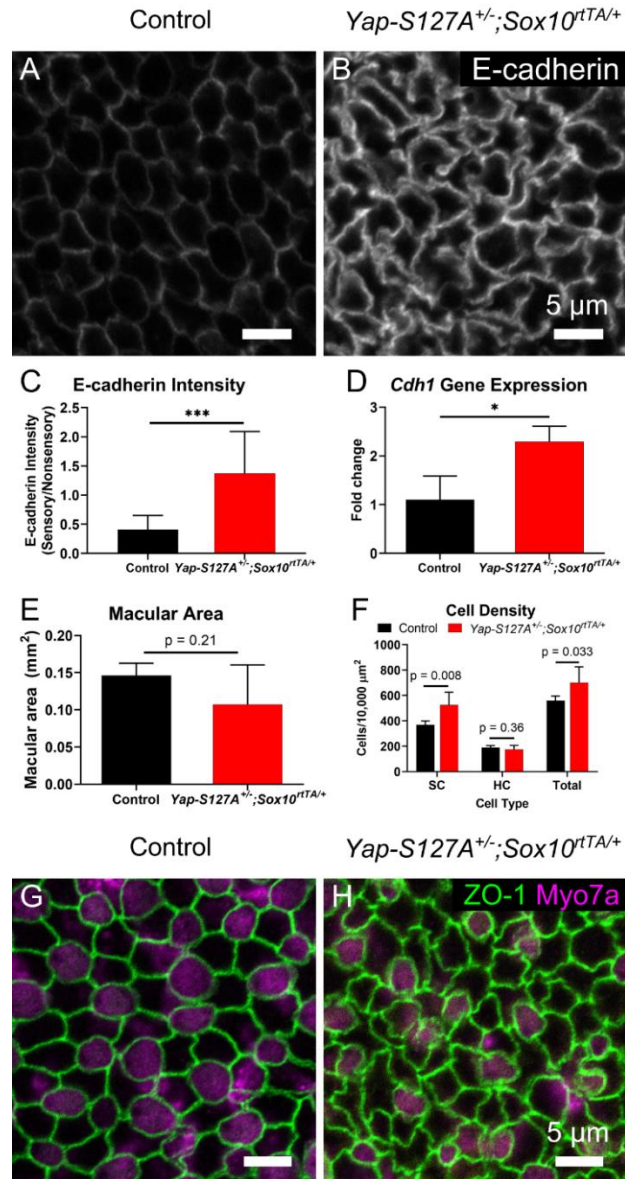 Control
Yap-S127A+/-;Sox10rtTA/+
A
B
E-cadherin
5 µm
C
E-cadherin Intensity
***
2.5
2.0
1.5
1.0
0.5
0.0
E-cadherin Intensity
(Sensory/Nonsensory)
Control
Yap-S127A+/-;Sox10rtTA/+
D
Cdh1 Gene Expression
*
3
2
1
0
Fold change
Control
Yap-S127A+/-;Sox10rtTA/+
E
Macular Area
p = 0.21
0.20
0.15
0.10
0.05
0.00
Macular area (mm²)
Control
Yap-S127A+/-;Sox10rtTA/+
F
Cell Density
Control
Yap-S127A+/-;Sox10rtTA/+
1000
800
600
400
200
0
Cells/10,000 µm²
p = 0.008
p = 0.36
p = 0.033
SC
HC
Total
Cell Type
Control
Yap-S127A+/-;Sox10rtTA/+
G
H
ZO-1 Myo7a
5 µm